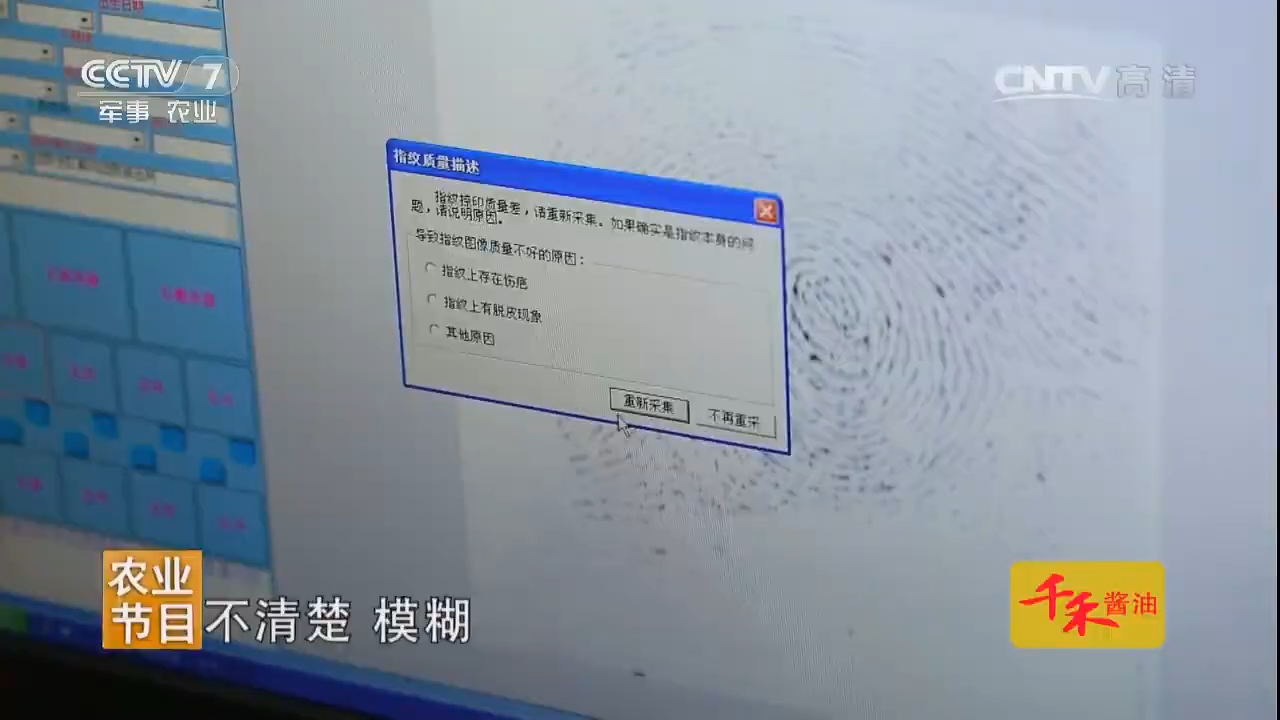 CCTV 7
军事 农业
CNTV高清
指纹质量描述
指纹捺印质量差，请重新采集。如果确实是指纹本身的问
题，请说明原因。
导致指纹图像质量不好的原因：
指纹上存在伤疤
指纹上有脱皮现象
其他原因
重新采集
不再重采
农业
节目
不清楚 模糊
千禾酱油